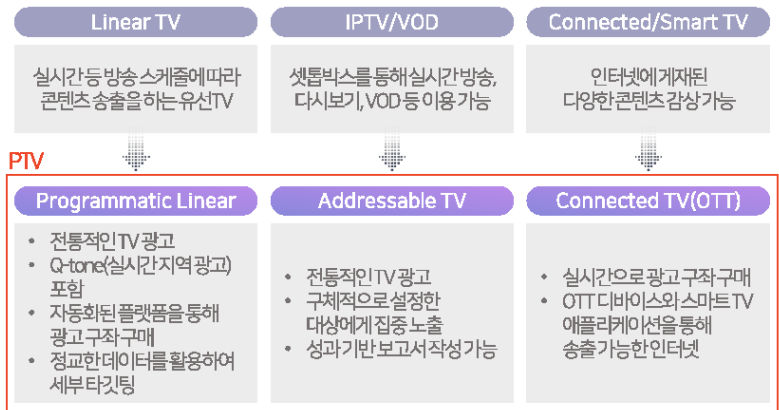 Linear TV
실시간 등 방송 스케줄에 따라
콘텐츠 송출을 하는 유선TV
IPTV/VOD
셋톱박스를 통해 실시간 방송,
다시보기, VOD 등 이용 가능
Connected/Smart TV
인터넷에 게재된
다양한 콘텐츠 감상 가능
PTV
Programmatic Linear
• 전통적인 TV 광고
• Q-tone(실시간 지역 광고)
포함
• 자동화된 플랫폼을 통해
광고 구좌 구매
• 정교한 데이터를 활용하여
세부 타깃팅
Addressable TV
• 전통적인 TV 광고
• 구체적으로 설정한
대상에게 집중 노출
• 성과 기반 보고서 작성 가능
Connected TV(OTT)
• 실시간으로 광고 구좌 구매
• OTT 디바이스와 스마트 TV
애플리케이션을 통해
송출 가능한 인터넷